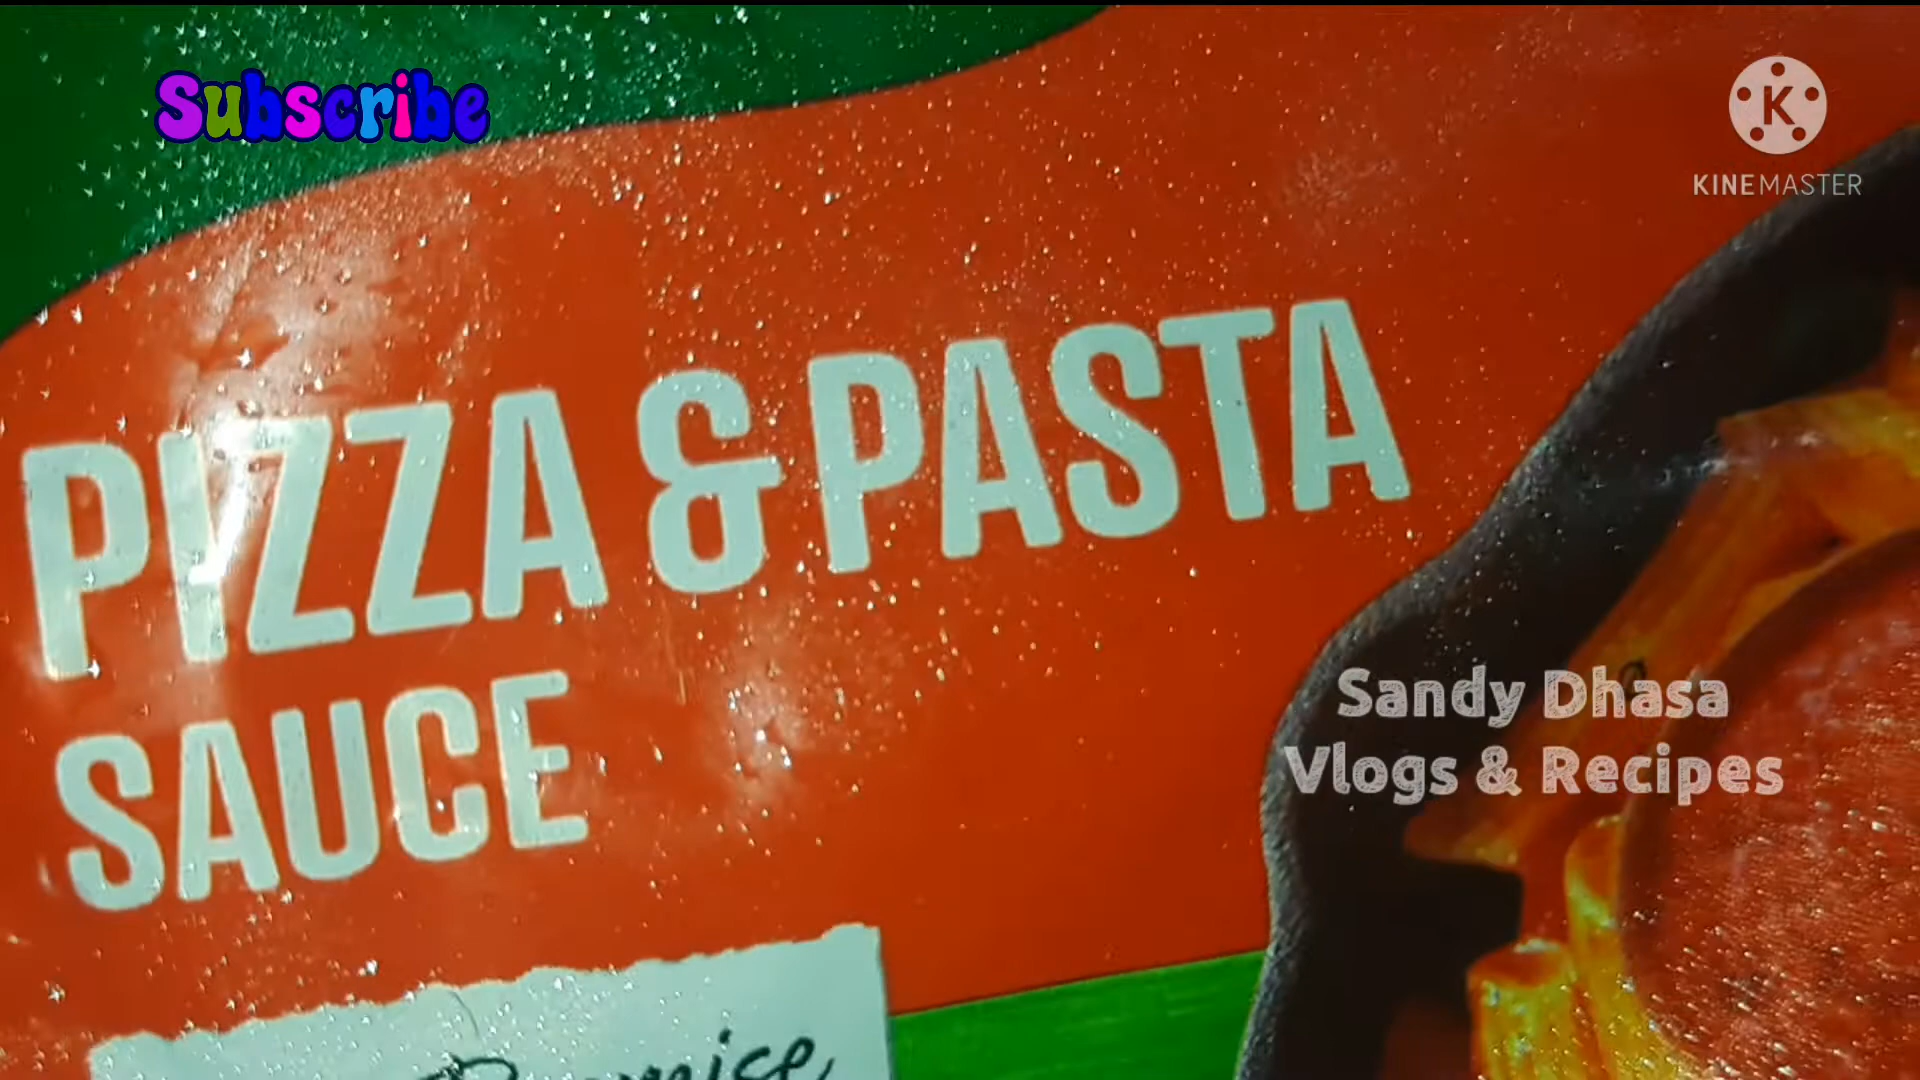 Subscribe
K
KINEMASTER
PIZZA & PASTA
SAUCE
Sandy Dhasa
Vlogs & Recipes